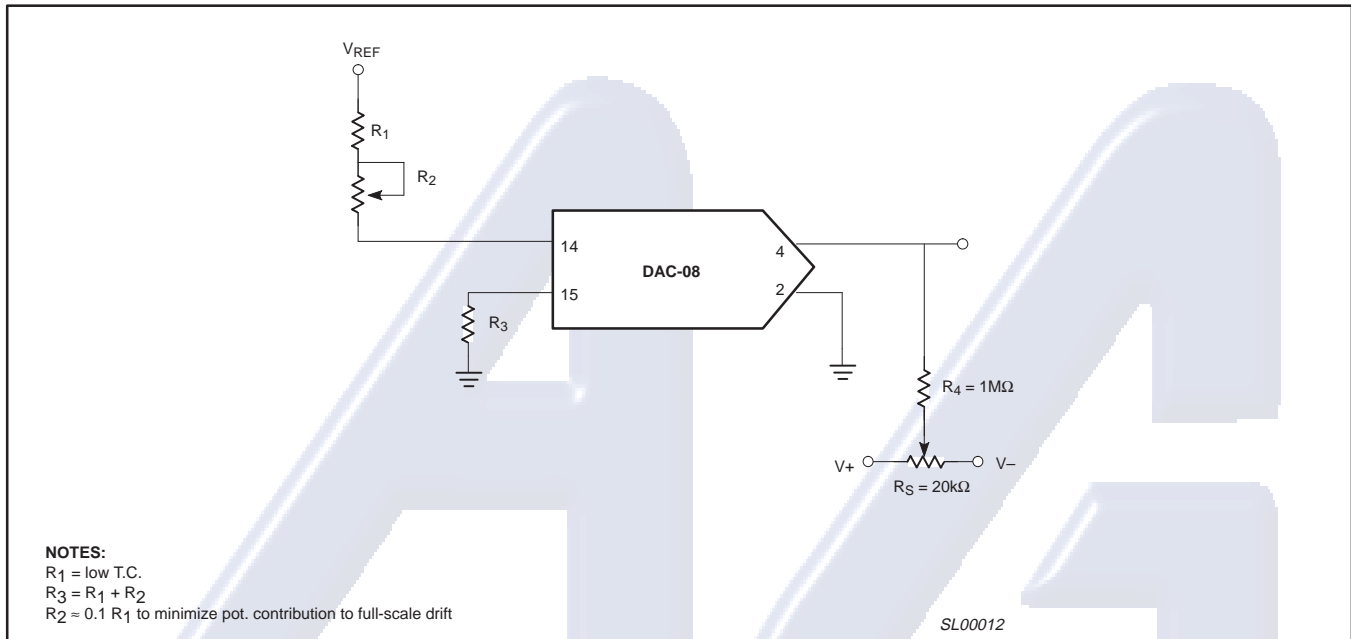 VREF
R1
R2
14
4
DAC-08
15
2
R3
R4 = 1MΩ
V+
V–
RS = 20kΩ
NOTES:
R1 = low T.C.
R3 = R1 + R2
R2 ≈ 0.1 R1 to minimize pot. contribution to full-scale drift
SL00012